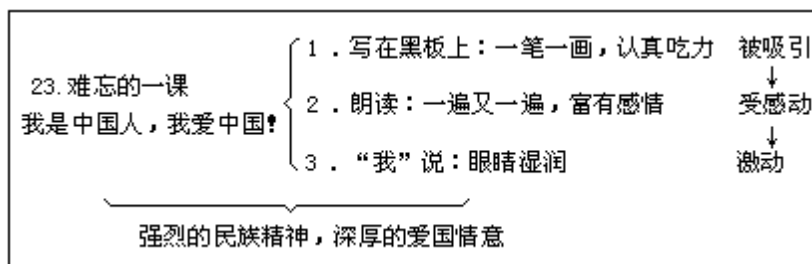 1．写在黑板上：一笔一画，认真吃力 被吸引
↓
23.难忘的一课
2．朗读：一遍又一遍，富有感情 受感动
我是中国人，我爱中国！
↓
3．“我”说：眼睛湿润 激动
强烈的民族精神，深厚的爱国情意